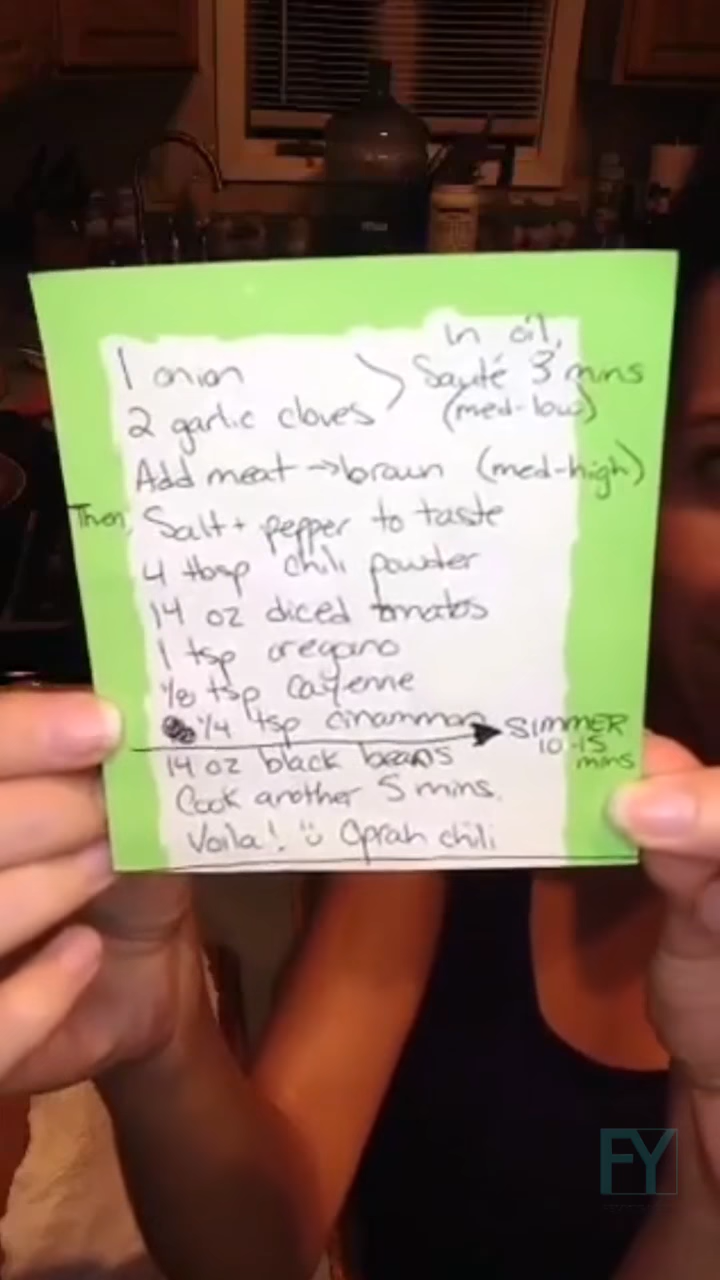 1 onion
2 garlic cloves
In oil,
Sauté 3 mins
(med-low)
Add meat → brown (med-high)
Then, Salt + pepper to taste
4 tbsp chili powder
14 oz diced tomatos
1 tsp oregano
1/8 tsp cayenne
1/4 tsp cinammon → SIMMER
10-15
mins
14 oz black beans
Cook another 5 mins.
Voila! Oprah chili
FY